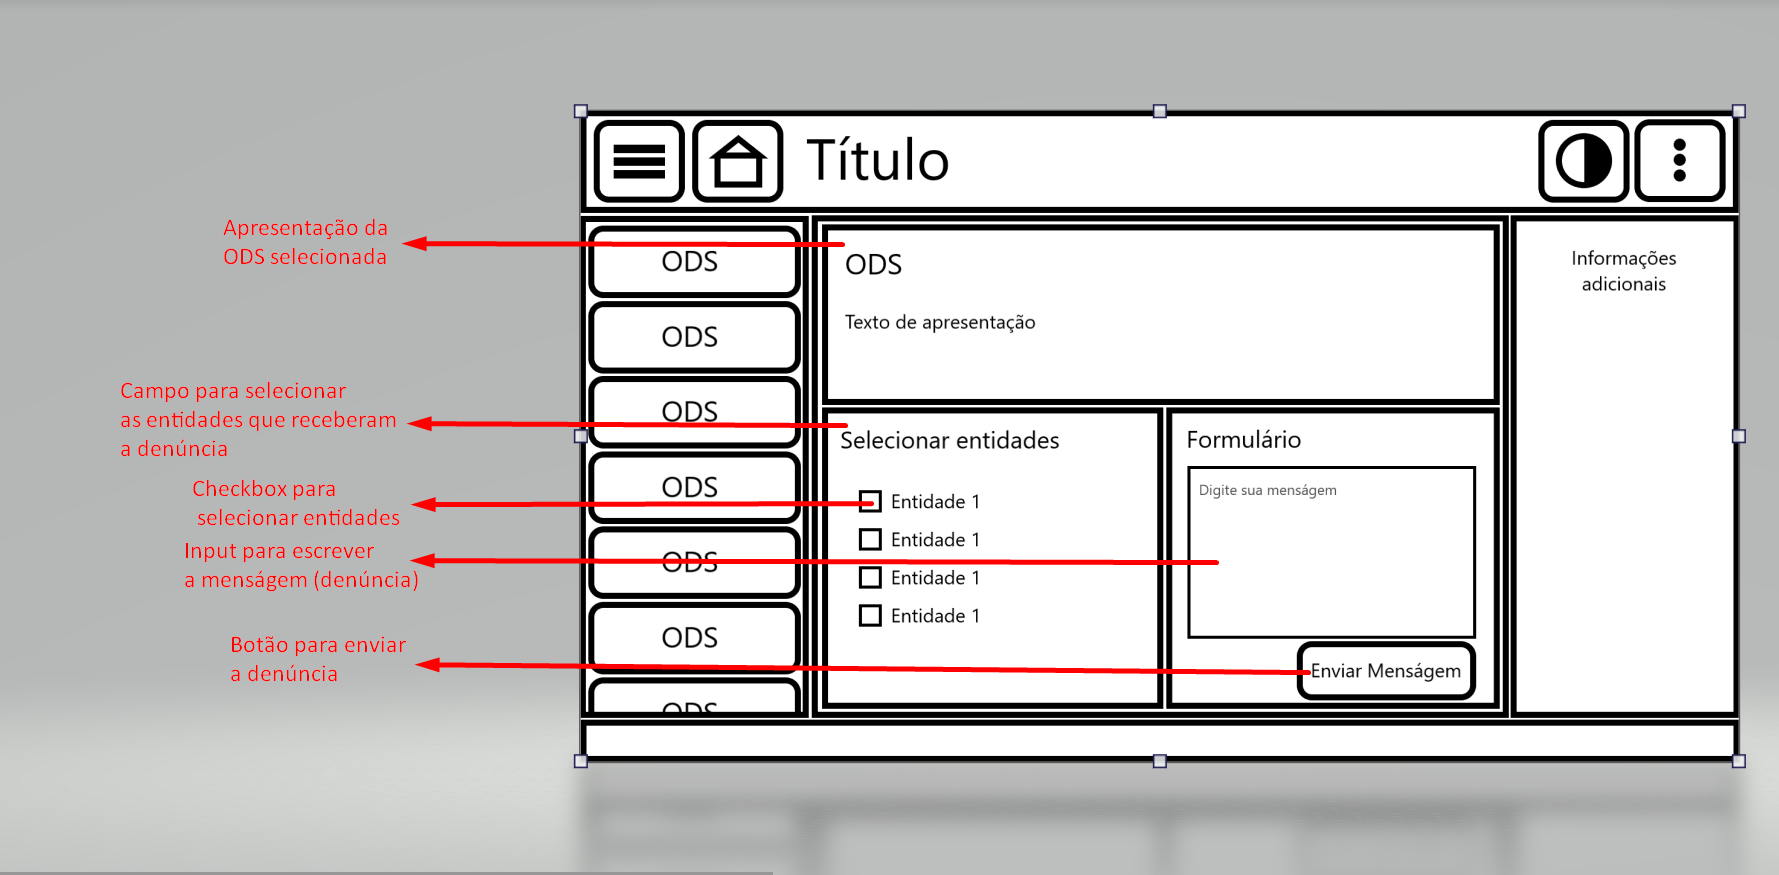 Título
Apresentação da
ODS selecionada
Campo para selecionar
as entidades que receberam
a denúncia
Checkbox para
selecionar entidades
Input para escrever
a menságem (denúncia)
Botão para enviar
a denúncia
ODS
ODS
ODS
ODS
ODS
ODS
ODS
ODS
Texto de apresentação
Selecionar entidades
Entidade 1
Entidade 1
Entidade 1
Entidade 1
Formulário
Digite sua menságem
Enviar Menságem
Informações
adicionais